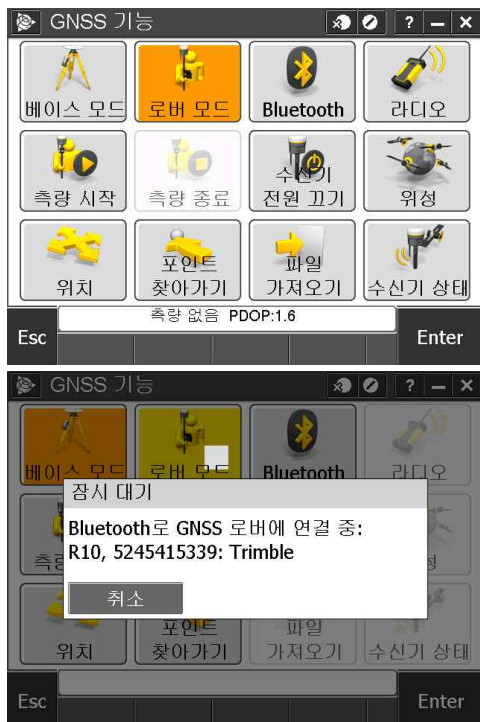 GNSS 기능
? — ×
베이스 모드
로버 모드
Bluetooth
라디오
측량 시작
측량 종료
수신기
전원 끄기
위성
위치
포인트
찾아가기
파일
가져오기
수신기 상태
측량 없음 PDOP:1.6
Esc
Enter
GNSS 기능
? — ×
베이스 모드
로버 모드
Bluetooth
잠시 대기
Bluetooth로 GNSS 로버에 연결 중:
R10, 5245415339: Trimble
취소
위치
포인트
찾아가기
파일
가져오기
수신기 상태
Esc
Enter